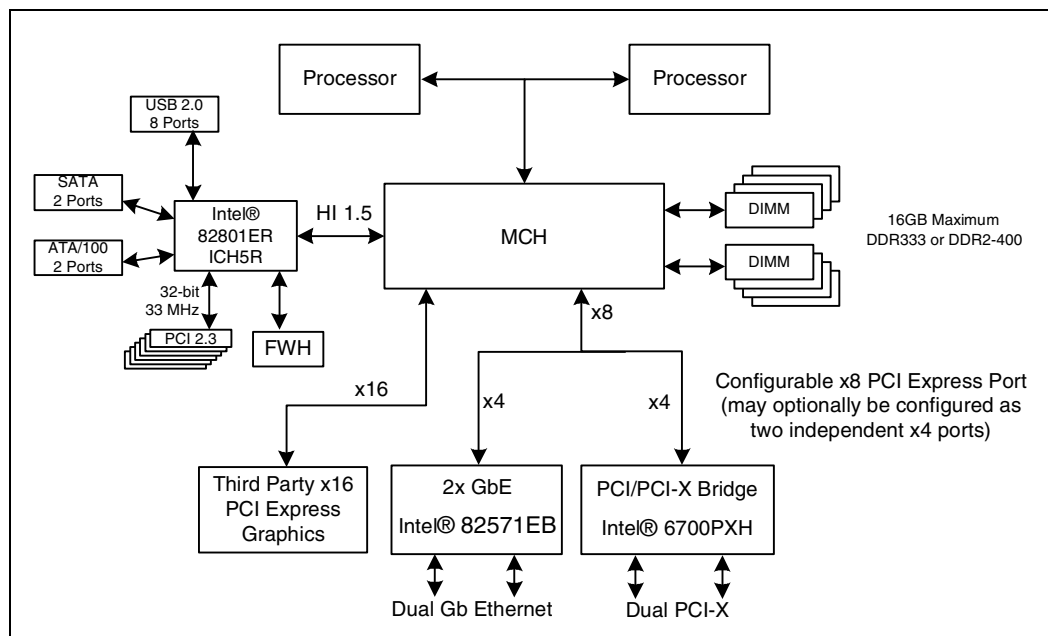 Processor
Processor
USB 2.0
8 Ports
SATA
2 Ports
ATA/100
2 Ports
Intel®
82801ER
ICH5R
HI 1.5
MCH
DIMM
DIMM
16GB Maximum
DDR333 or DDR2-400
32-bit
33 MHz
PCI 2.3
FWH
x16
x8
x4
x4
Configurable x8 PCI Express Port
(may optionally be configured as
two independent x4 ports)
Third Party x16
PCI Express
Graphics
2x GbE
Intel® 82571EB
PCI/PCI-X Bridge
Intel® 6700PXH
Dual Gb Ethernet
Dual PCI-X